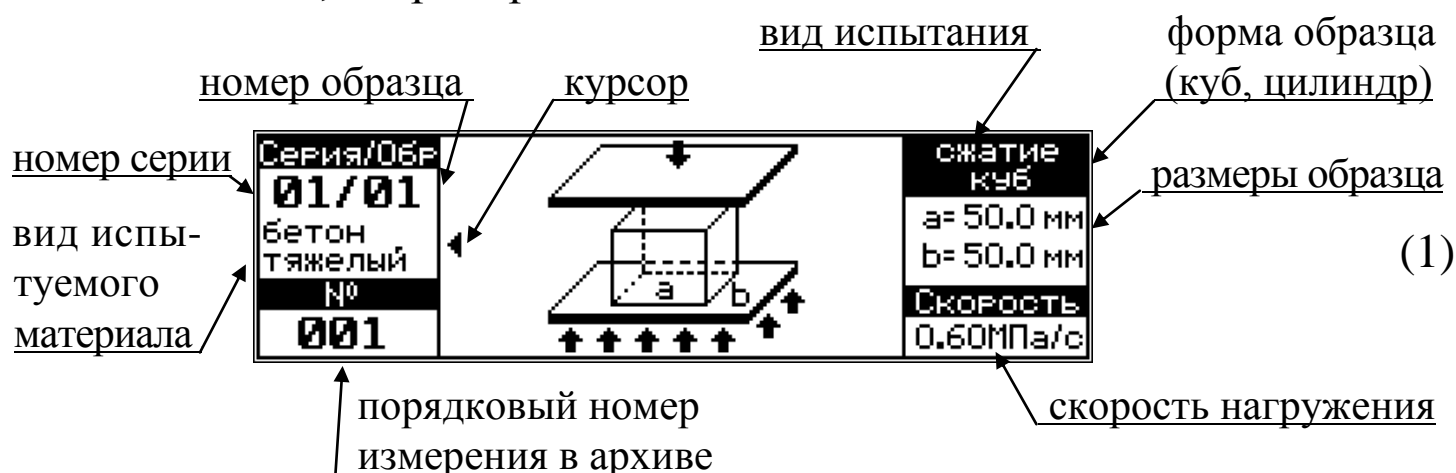 вид испытания
форма образца
(куб, цилиндр)
номер образца
курсор
номер серии
размеры образца
вид испы-
туемого
материала
Серия/Обр
01/01
бетон
тяжелый
№
001
a
b
сжатие
куб
a= 50.0 мм
b= 50.0 мм
Скорость
0.60МПа/с
(1)
порядковый номер
измерения в архиве
скорость нагружения